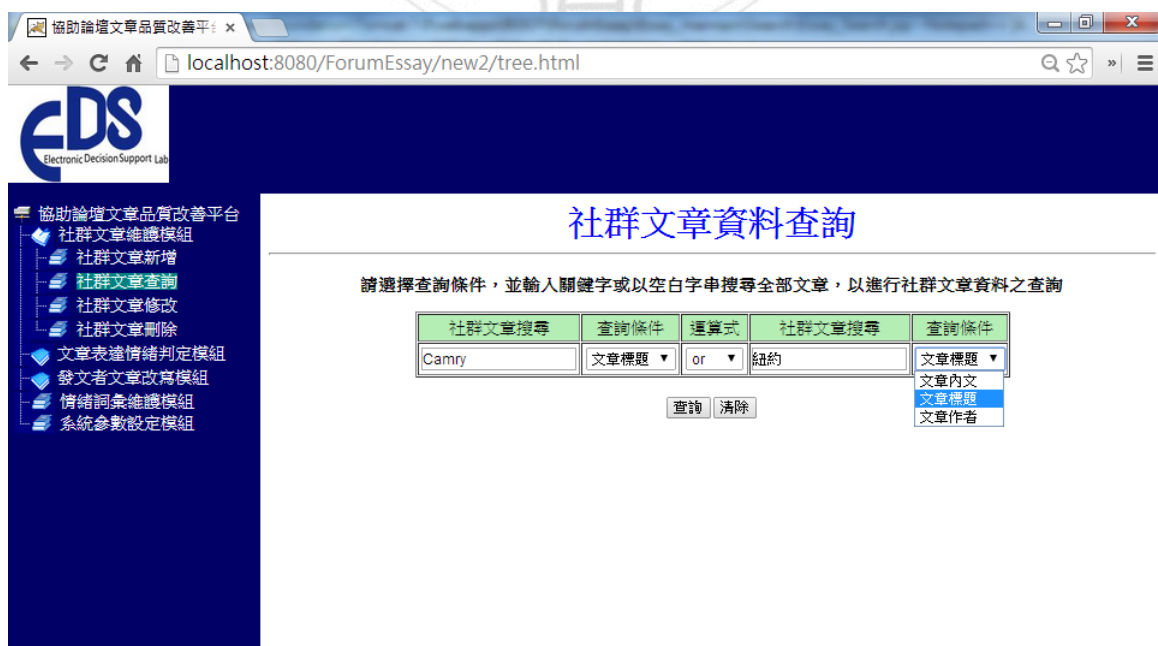 協助論壇文章品質改善平
localhost:8080/ForumEssay/new2/tree.html
EDS
Electronic Decision Support Lab
協助論壇文章品質改善平台
社群文章維護模組
社群文章新增
社群文章查詢
社群文章修改
社群文章刪除
文章表達情緒判定模組
發文者文章改寫模組
情緒詞彙維護模組
系統參數設定模組
社群文章資料查詢
請選擇查詢條件，並輸入關鍵字或以空白字串搜尋全部文章，以進行社群文章資料之查詢
社群文章搜尋 查詢條件 運算式 社群文章搜尋 查詢條件
Camry 文章標題 or 紐約 文章標題
文章內文
文章標題
文章作者
查詢 清除